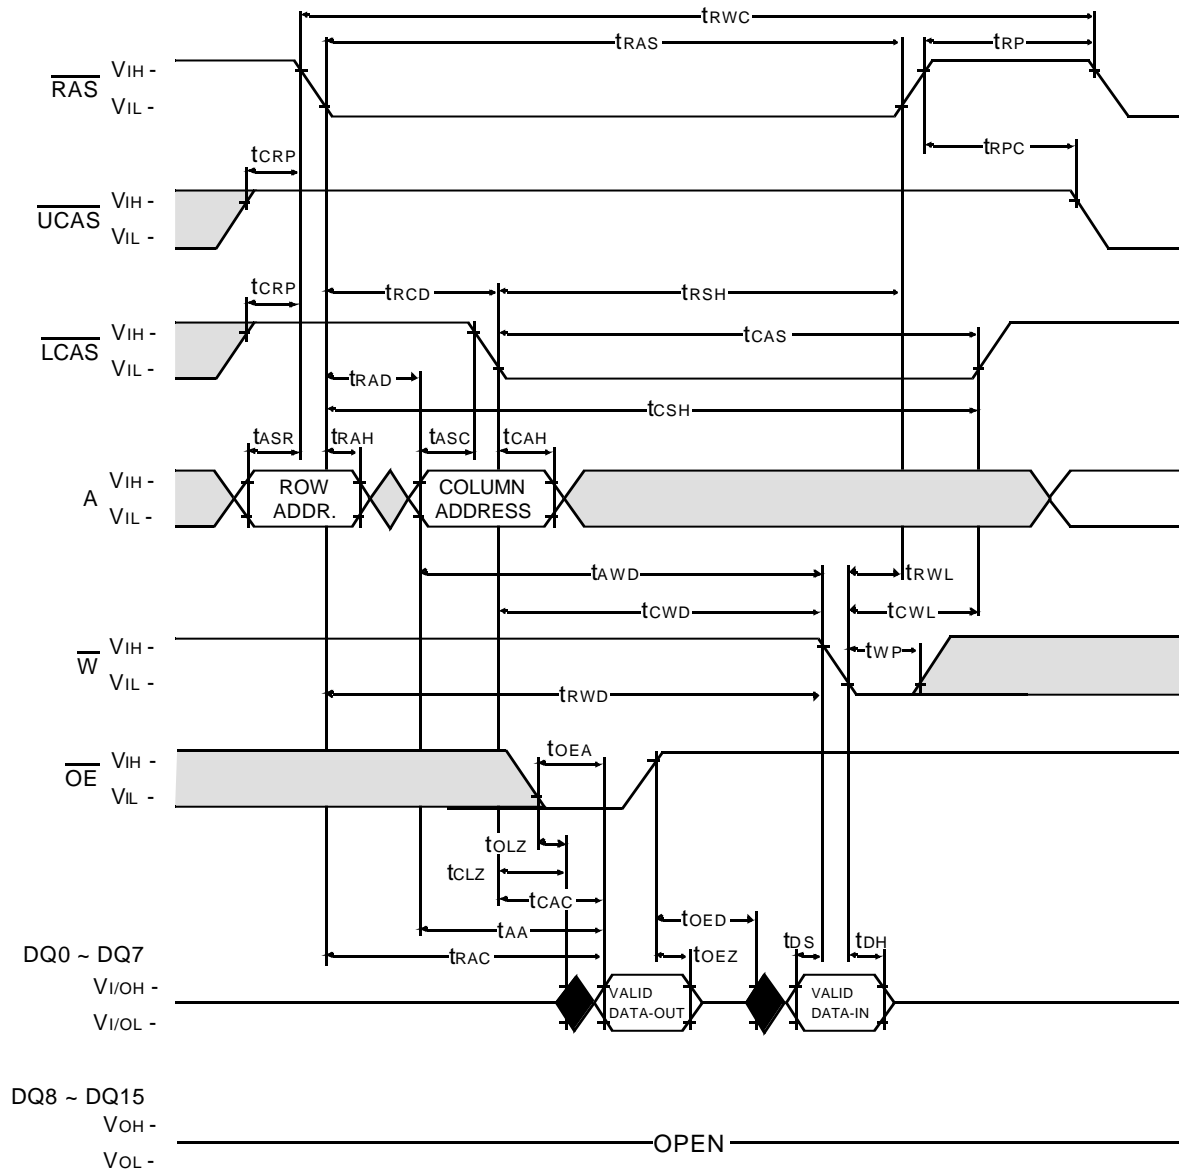 tRWC
tRAS
tRP
RAS
VIH -
VIL -
tRPC
tCRP
UCAS
VIH -
VIL -
tCRP
tRCD
tRSH
LCAS
VIH -
VIL -
tCAS
tRAD
tCSH
tASR
tRAH
tASC
tCAH
A
VIH -
VIL -
ROW
ADDR.
COLUMN
ADDRESS
tAWD
tRWL
tCWD
tCWL
W
VIH -
VIL -
tWP
tRWD
OE
VIH -
VIL -
tOEA
tOLZ
tCLZ
tCAC
tOED
tAA
tDS
tDH
tRAC
tOEZ
DQ0 ~ DQ7
VI/OH -
VI/OL -
VALID
DATA-OUT
VALID
DATA-IN
DQ8 ~ DQ15
VOH -
VOL -
OPEN